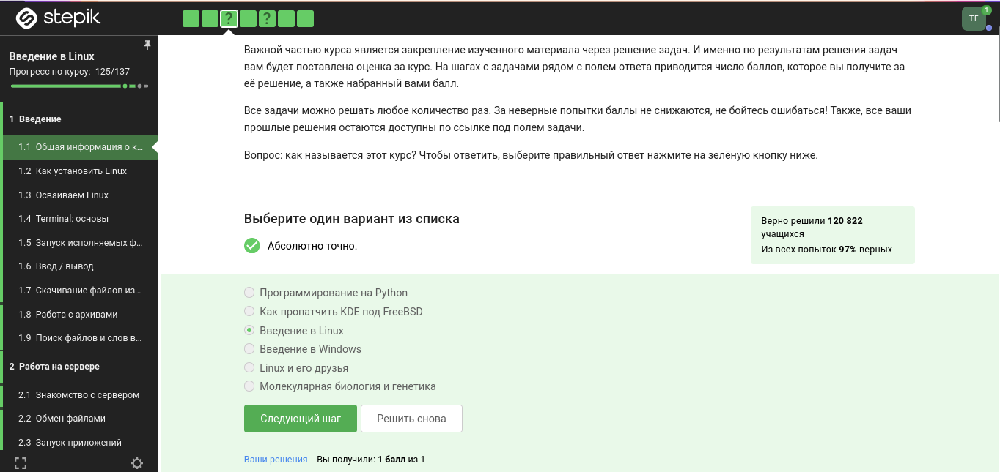 stepik
?
?
ТГ
1
Введение в Linux
Прогресс по курсу: 125/137
1 Введение
1.1 Общая информация о к...
1.2 Как установить Linux
1.3 Осваиваем Linux
1.4 Terminal: основы
1.5 Запуск исполняемых ф...
1.6 Ввод / вывод
1.7 Скачивание файлов из...
1.8 Работа с архивами
1.9 Поиск файлов и слов в...
2 Работа на сервере
2.1 Знакомство с сервером
2.2 Обмен файлами
2.3 Запуск приложений
Важной частью курса является закрепление изученного материала через решение задач. И именно по результатам решения задач
вам будет поставлена оценка за курс. На шагах с задачами рядом с полем ответа приводится число баллов, которое вы получите за
её решение, а также набранный вами балл.
Все задачи можно решать любое количество раз. За неверные попытки баллы не снижаются, не бойтесь ошибаться! Также, все ваши
прошлые решения остаются доступны по ссылке под полем задачи.
Вопрос: как называется этот курс? Чтобы ответить, выберите правильный ответ нажмите на зелёную кнопку ниже.
Выберите один вариант из списка
Абсолютно точно.
Верно решили 120 822
учащихся
Из всех попыток 97% верных
Программирование на Python
Как пропатчить KDE под FreeBSD
Введение в Linux
Введение в Windows
Linux и его друзья
Молекулярная биология и генетика
Следующий шаг
Решить снова
Ваши решения Вы получили: 1 балл из 1